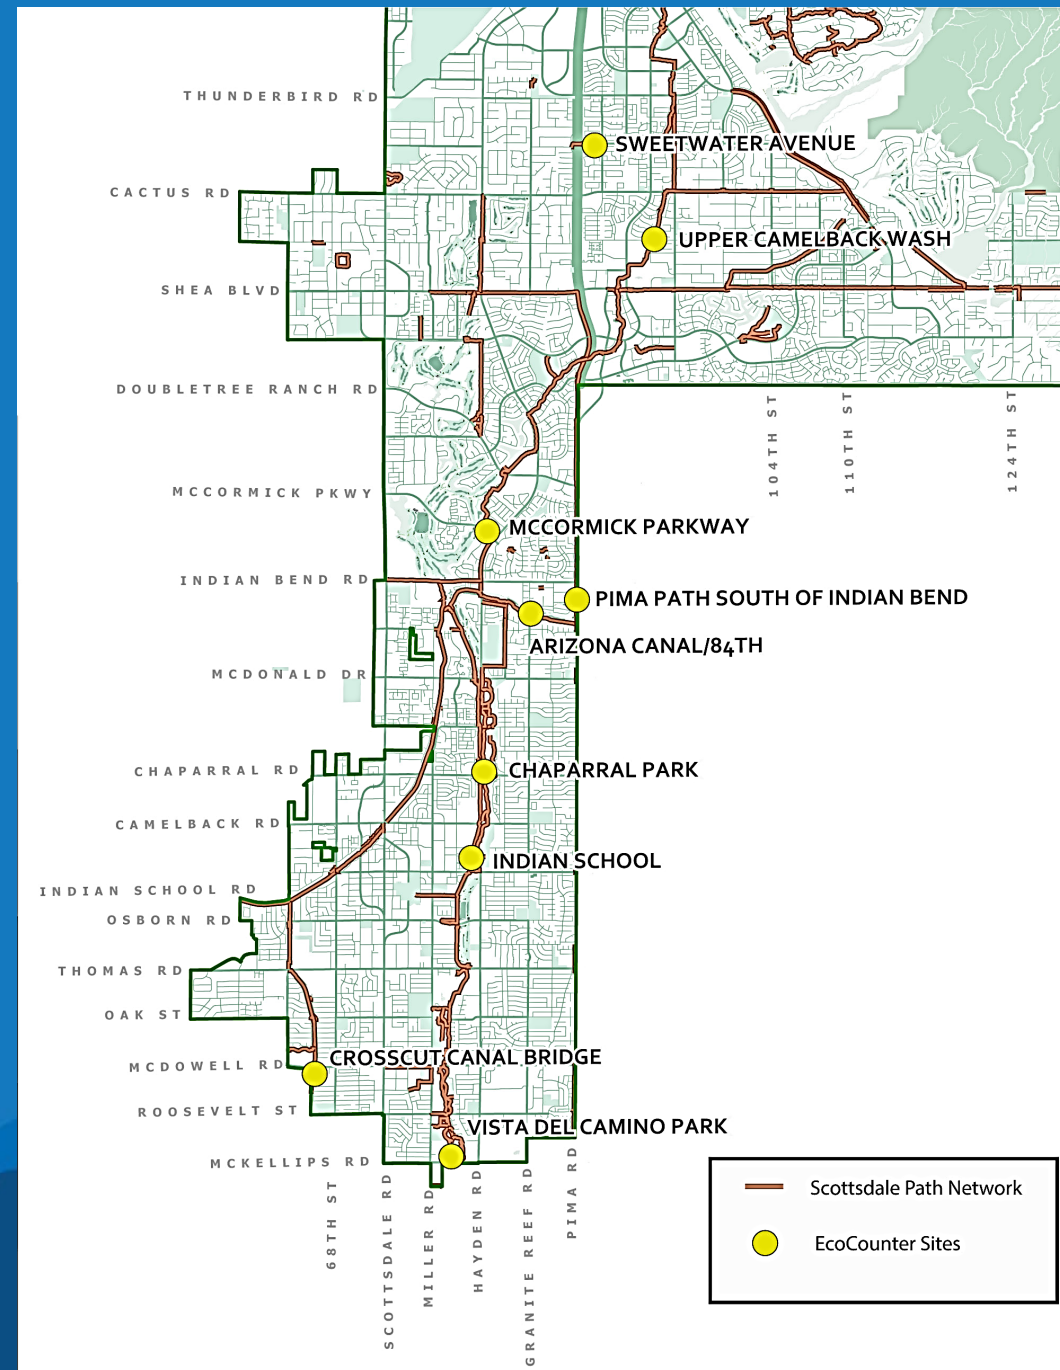 THUNDERBIRD RD
SWEETWATER AVENUE
CACTUS RD
UPPER CAMELBACK WASH
SHEA BLVD
DOUBLETREE RANCH RD
104TH ST
110TH ST
124TH ST
MCCORMICK PKWY
MCCORMICK PARKWAY
INDIAN BEND RD
PIMA PATH SOUTH OF INDIAN BEND
ARIZONA CANAL/84TH
MCDONALD DR
CHAPARRAL RD
CHAPARRAL PARK
CAMELBACK RD
INDIAN SCHOOL
INDIAN SCHOOL RD
OSBORN RD
THOMAS RD
OAK ST
CROSSCUT CANAL BRIDGE
MCDOWELL RD
ROOSEVELT ST
VISTA DEL CAMINO PARK
MCKELLIPS RD
68TH ST
SCOTTSDALE RD
MILLER RD
HAYDEN RD
GRANITE REEF RD
PIMA RD
Scottsdale Path Network
EcoCounter Sites